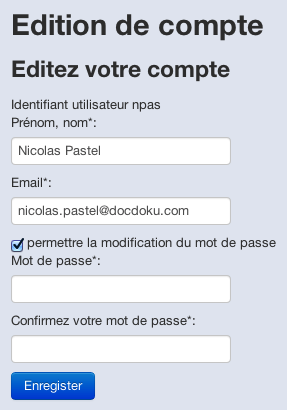 Edition de compte
Editez votre compte
Identifiant utilisateur npas
Prénom, nom*:
Nicolas Pastel
Email*:
nicolas.pastel@docdoku.com
permettre la modification du mot de passe
Mot de passe*:
Confirmez votre mot de passe*:
Enregister